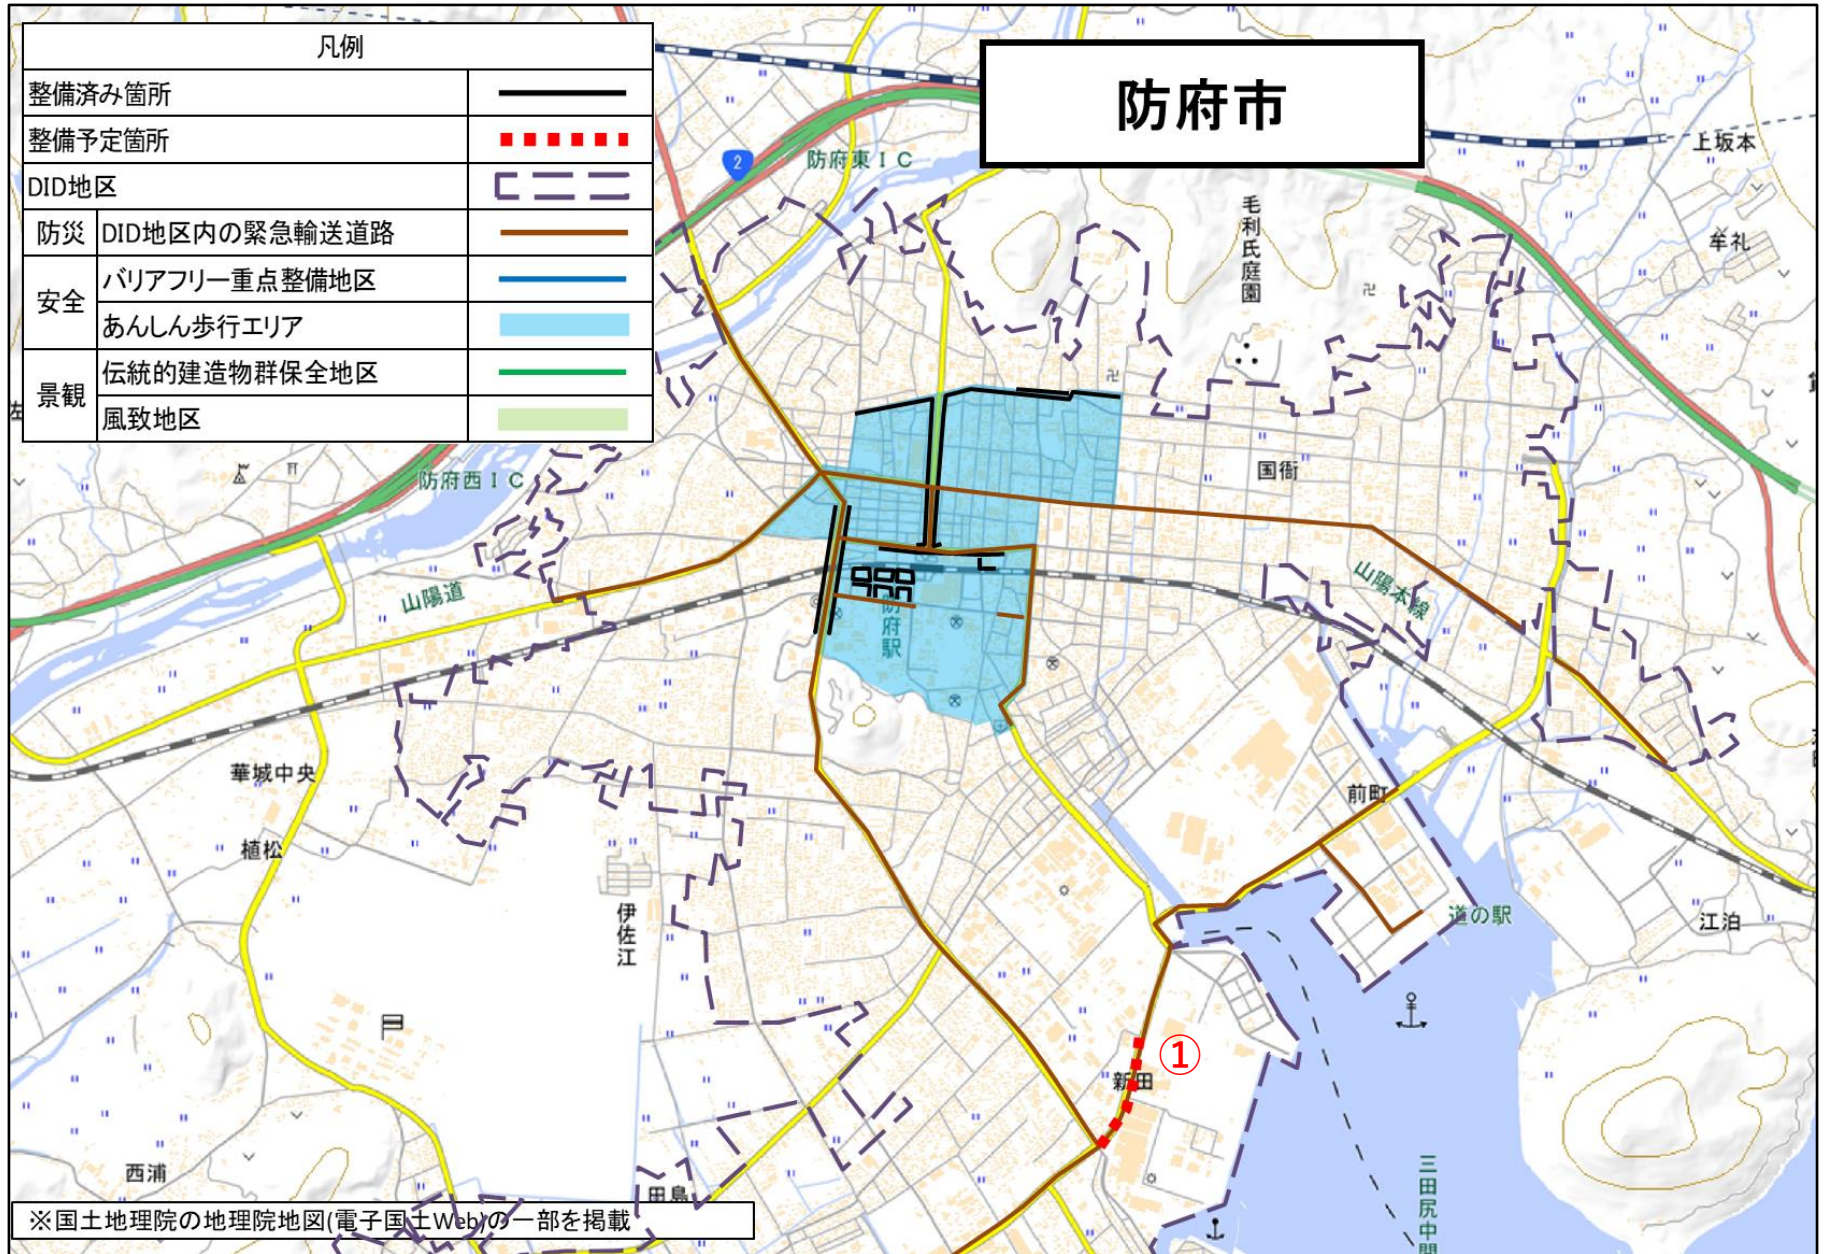 凡例
整備済み箇所
整備予定箇所
DID地区
防災
DID地区内の緊急輸送道路
安全
バリアフリー重点整備地区
あんしん歩行エリア
景観
伝統的建造物群保全地区
風致地区
防府市
2
防府東IC
上坂本
毛利氏庭園
牟礼
防府西IC
国衙
山陽道
山陽本線
防府駅
華城中央
植松
前町
伊佐江
道の駅
江泊
①
新田
西浦
田島
三田尻中関
※国土地理院の地理院地図(電子国土Web)の一部を掲載